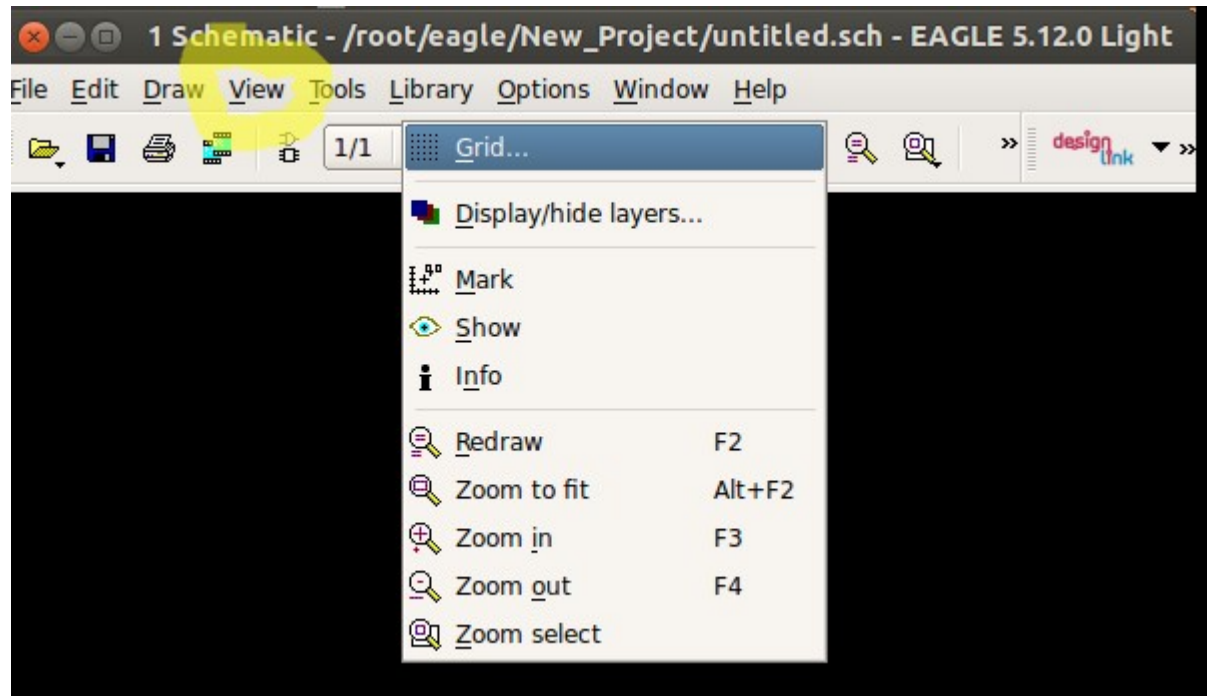 1 Schematic - /root/eagle/New_Project/untitled.sch - EAGLE 5.12.0 Light
File Edit Draw View Tools Library Options Window Help
1/1
Grid...
» design link »
Display/hide layers...
Mark
Show
Info
Redraw F2
Zoom to fit Alt+F2
Zoom in F3
Zoom out F4
Zoom select